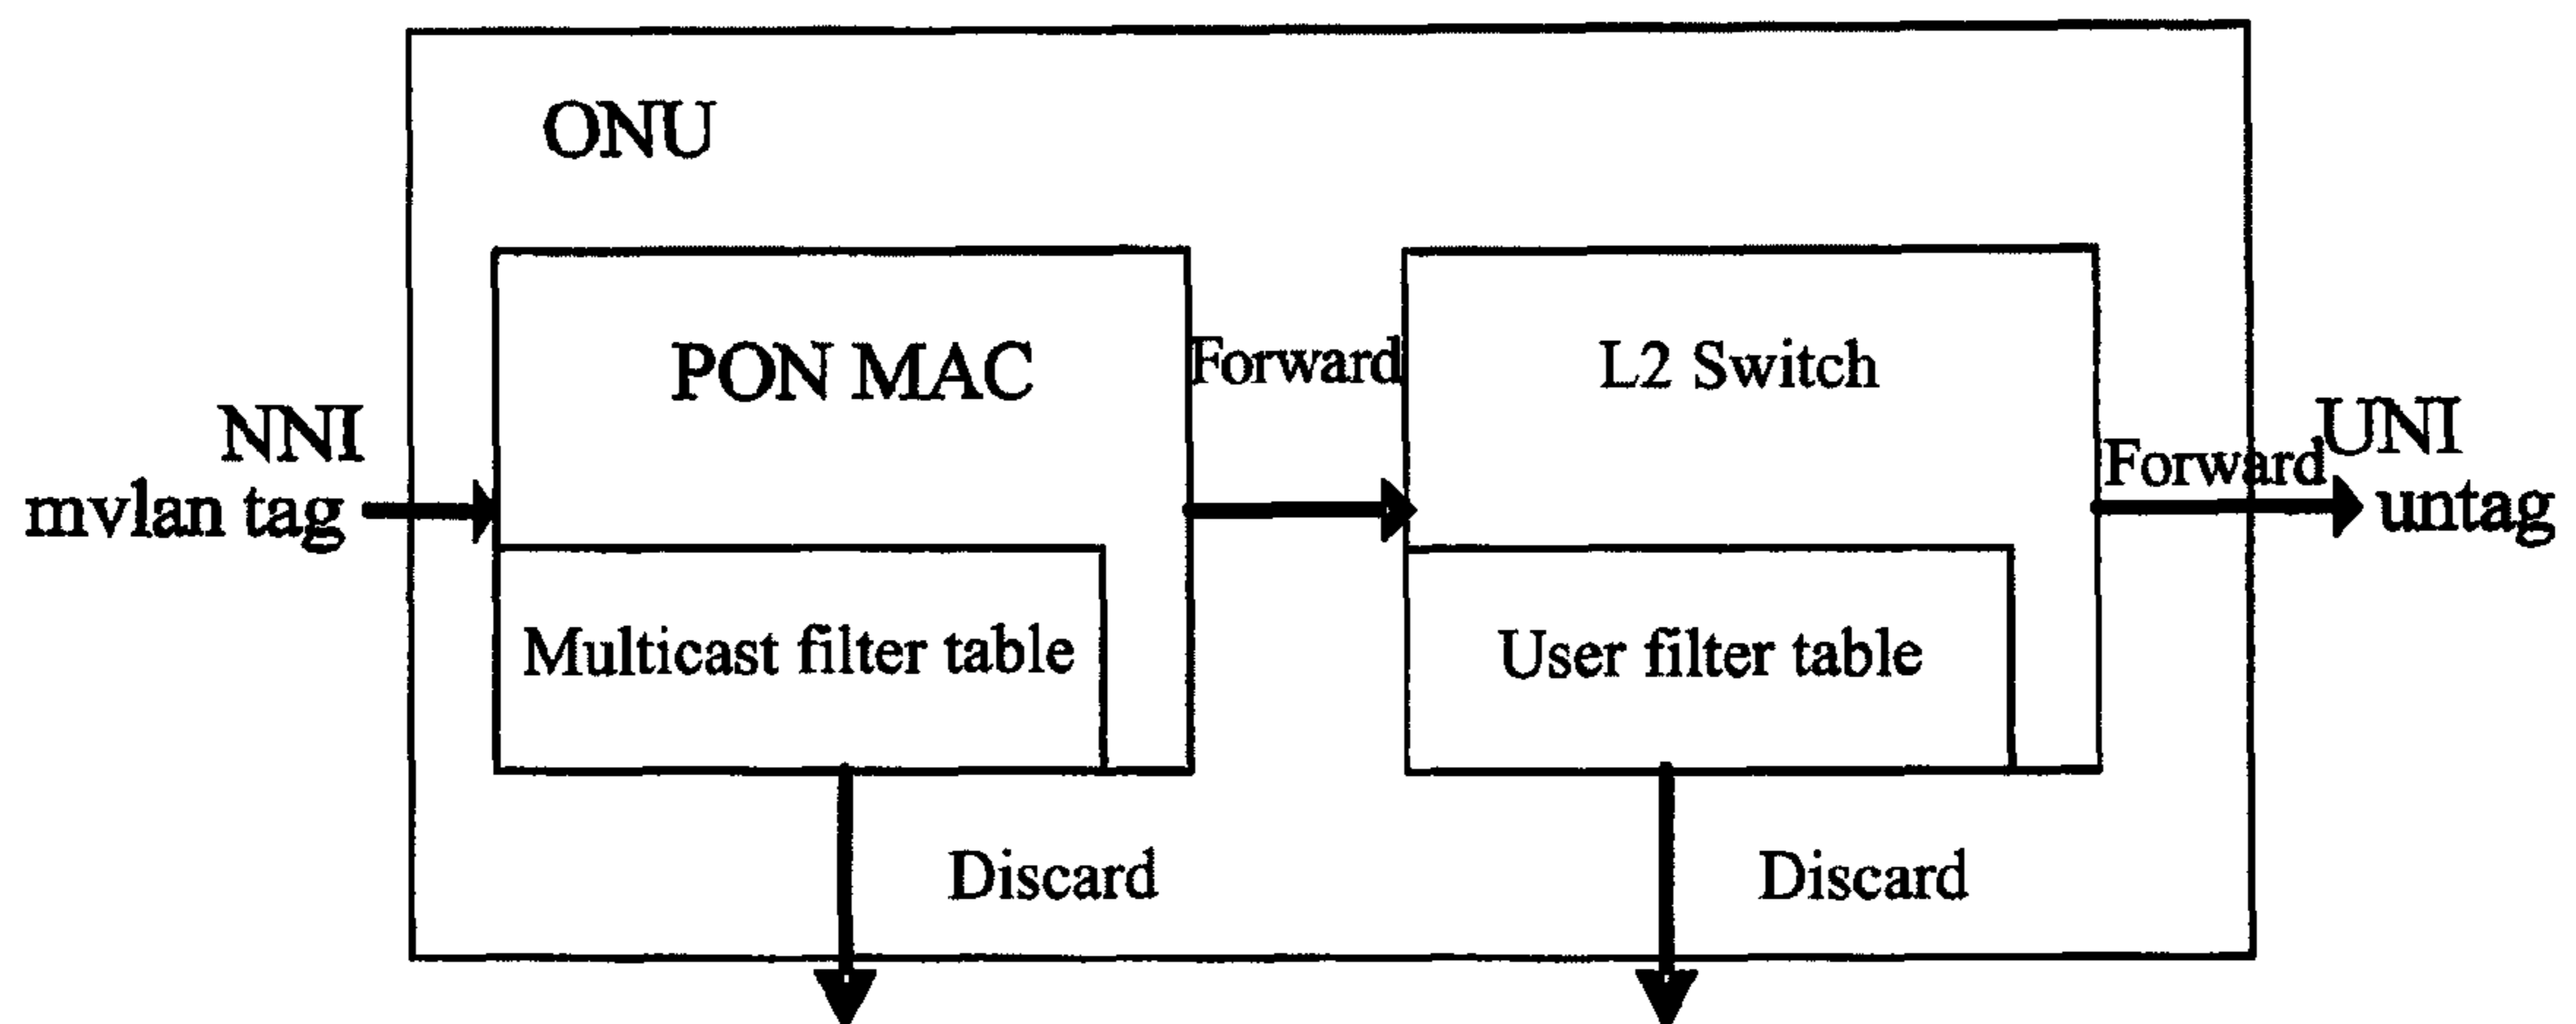 ONU
PON MAC
Forward
L2 Switch
NNI
mvlan tag
Forward
UNI
untag
Multicast filter table
User filter table
Discard
Discard